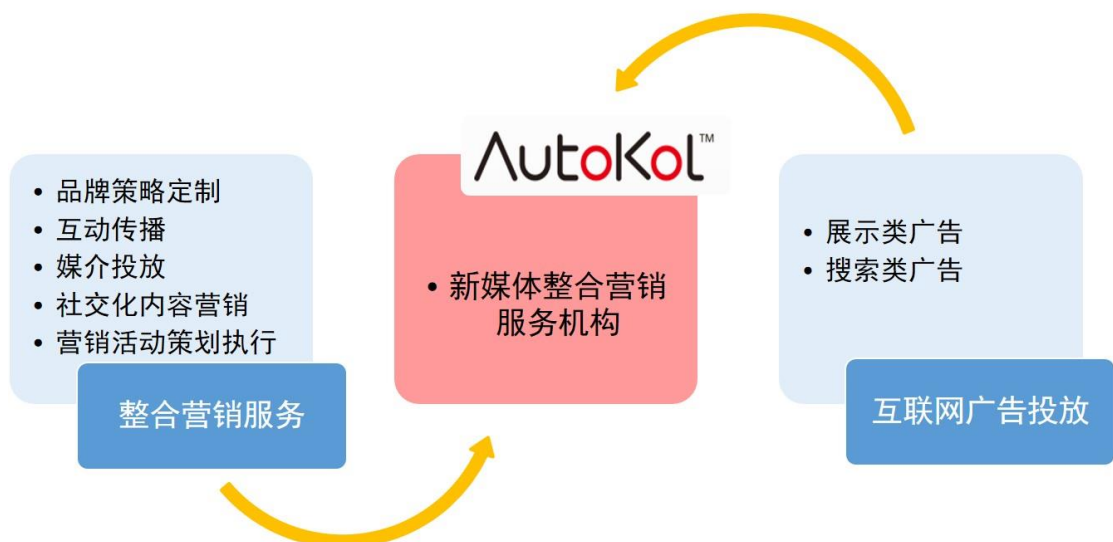 • 品牌策略定制
• 互动传播
• 媒介投放
• 社交化内容营销
• 营销活动策划执行
整合营销服务
AutoKol™
• 新媒体整合营销
服务机构
• 展示类广告
• 搜索类广告
互联网广告投放